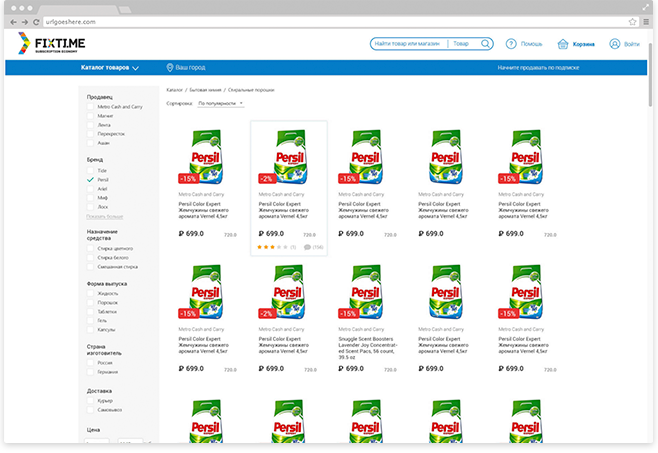 urlgoeshere.com
FIXTI.ME
SUBSCRIPTION ECONOMY
Найти товар или магазин
Товар
Помощь
Корзина
Войти
Каталог товаров
Ваш город
Начните продавать по подписке
Продавец
Metro Cash and Carry
Магнит
Лента
Перекресток
Ашан
Бренд
Tide
Persil
Ariel
Миф
Лоск
Показать больше
Назначение средства
Стирка цветного
Стирка белого
Смешанная стирка
Форма выпуска
Жидкость
Порошок
Таблетки
Гель
Капсулы
Страна изготовитель
Россия
Германия
Доставка
Курьер
Самовывоз
Цена
Каталог / Бытовая химия / Стиральные порошки
Сортировка: По популярности
Persil Persil Persil Persil Persil
-15% -2% -15%
Metro Cash and Carry Metro Cash and Carry Metro Cash and Carry Metro Cash and Carry Metro Cash and Carry
Persil Color Expert Persil Color Expert Persil Color Expert Persil Color Expert Persil Color Expert
Жемчужины свежего Жемчужины свежего Жемчужины свежего Жемчужины свежего Жемчужины свежего
аромата Vernel 4,5кг аромата Vernel 4,5кг аромата Vernel 4,5кг аромата Vernel 4,5кг аромата Vernel 4,5кг
₽ 699.0 720.0 ₽ 699.0 720.0 ₽ 699.0 720.0 ₽ 699.0 ₽ 699.0
Persil Persil Persil Persil Persil
-15% -2% -15% -15%
Metro Cash and Carry Metro Cash and Carry Metro Cash and Carry Metro Cash and Carry Metro Cash and Carry
Persil Color Expert Persil Color Expert Snuggle Scent Boosters Persil Color Expert Persil Color Expert
Жемчужины свежего Жемчужины свежего Lavender Joy Concentrat- Жемчужины свежего Жемчужины свежего
аромата Vernel 4,5кг аромата Vernel 4,5кг ed Scent Pacs, 56 count, аромата Vernel 4,5кг аромата Vernel 4,5кг
39.5 oz
₽ 699.0 720.0 ₽ 699.0 720.0 ₽ 699.0 720.0 ₽ 699.0 ₽ 699.0 720.0
Persil Persil Persil Persil Persil